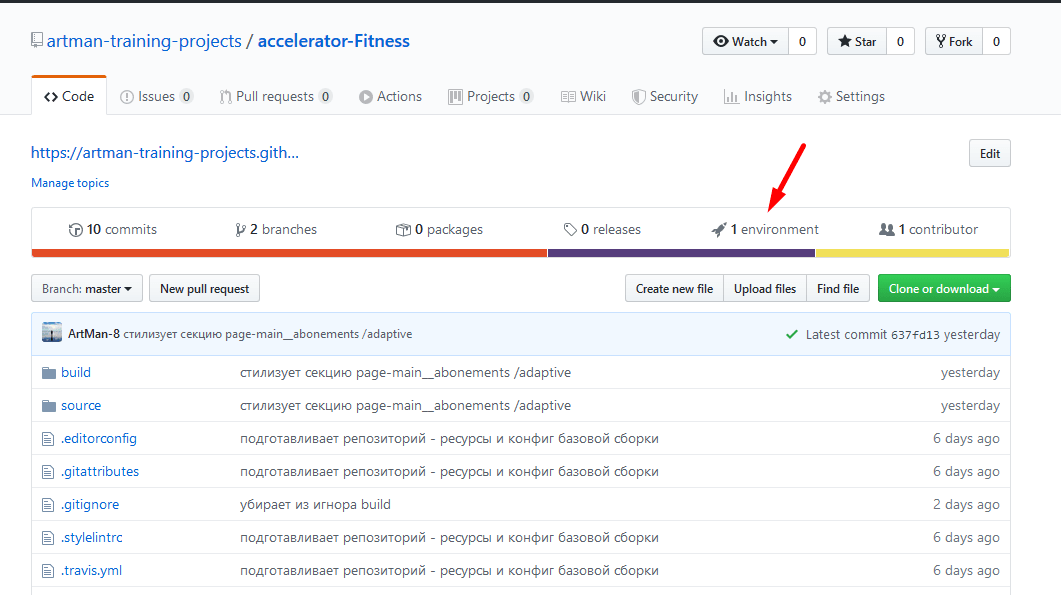 artman-training-projects / accelerator-Fitness
Watch 0 Star 0 Fork 0
Code Issues 0 Pull requests 0 Actions Projects 0 Wiki Security Insights Settings
https://artman-training-projects.gith... Edit
Manage topics
10 commits 2 branches 0 packages 0 releases 1 environment 1 contributor
Branch: master New pull request Create new file Upload files Find file Clone or download
ArtMan-8 стилизует секцию page-main__abonements /adaptive Latest commit 637fd13 yesterday
build стилизует секцию page-main__abonements /adaptive yesterday
source стилизует секцию page-main__abonements /adaptive yesterday
.editorconfig подготавливает репозиторий - ресурсы и конфиг базовой сборки 6 days ago
.gitattributes подготавливает репозиторий - ресурсы и конфиг базовой сборки 6 days ago
.gitignore убирает из игнора build 2 days ago
.stylelintrc подготавливает репозиторий - ресурсы и конфиг базовой сборки 6 days ago
.travis.yml подготавливает репозиторий - ресурсы и конфиг базовой сборки 6 days ago